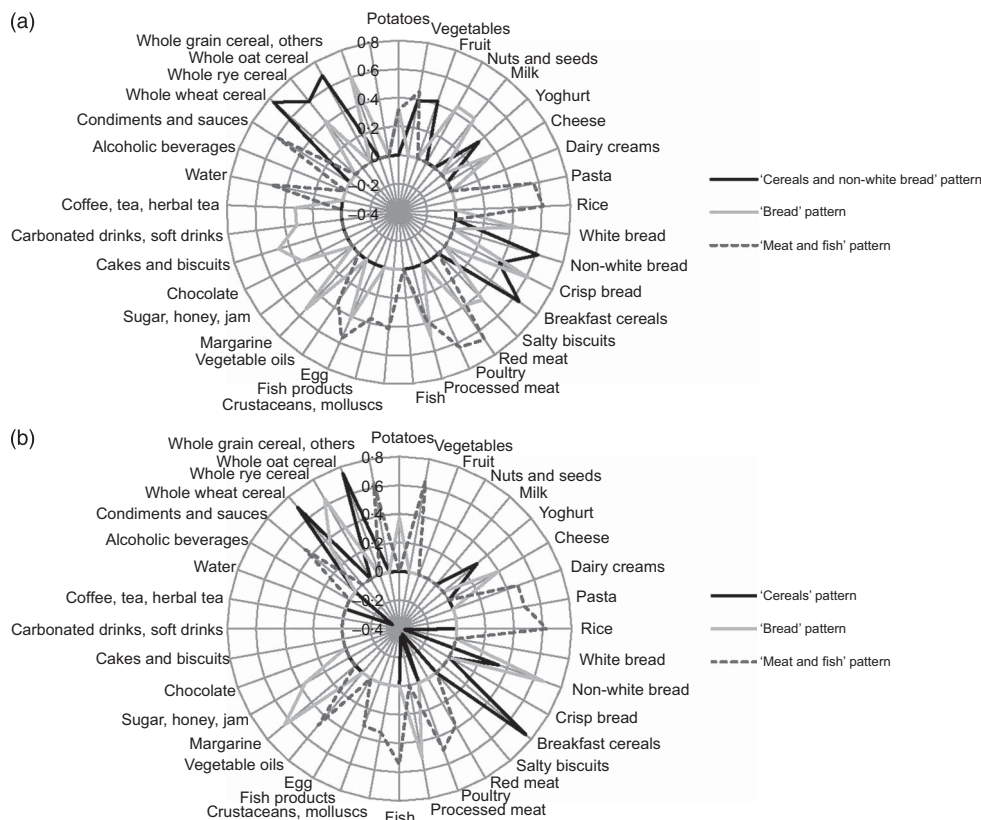 (a)
Potatoes
Vegetables
Fruit
Nuts and seeds
Milk
Yoghurt
Cheese
Dairy creams
Pasta
Rice
White bread
Non-white bread
Crisp bread
Breakfast cereals
Salty biscuits
Red meat
Poultry
Processed meat
Fish
Crustaceans, molluscs
Fish products
Egg
Vegetable oils
Margarine
Sugar, honey, jam
Chocolate
Cakes and biscuits
Carbonated drinks, soft drinks
Coffee, tea, herbal tea
Water
Alcoholic beverages
Condiments and sauces
Whole wheat cereal
Whole rye cereal
Whole oat cereal
Whole grain cereal, others
0·8
0·6
0·4
0·2
0
−0·2
−0·4
‘Cereals and non-white bread’ pattern
‘Bread’ pattern
‘Meat and fish’ pattern
(b)
Potatoes
Vegetables
Fruit
Nuts and seeds
Milk
Yoghurt
Cheese
Dairy creams
Pasta
Rice
White bread
Non-white bread
Crisp bread
Breakfast cereals
Salty biscuits
Red meat
Poultry
Processed meat
Fish
Crustaceans, molluscs
Fish products
Egg
Vegetable oils
Margarine
Sugar, honey, jam
Chocolate
Cakes and biscuits
Carbonated drinks, soft drinks
Coffee, tea, herbal tea
Water
Alcoholic beverages
Condiments and sauces
Whole wheat cereal
Whole rye cereal
Whole oat cereal
Whole grain cereal, others
0·8
0·6
0·4
0·2
0
−0·2
−0·4
‘Cereals’ pattern
‘Bread’ pattern
‘Meat and fish’ pattern